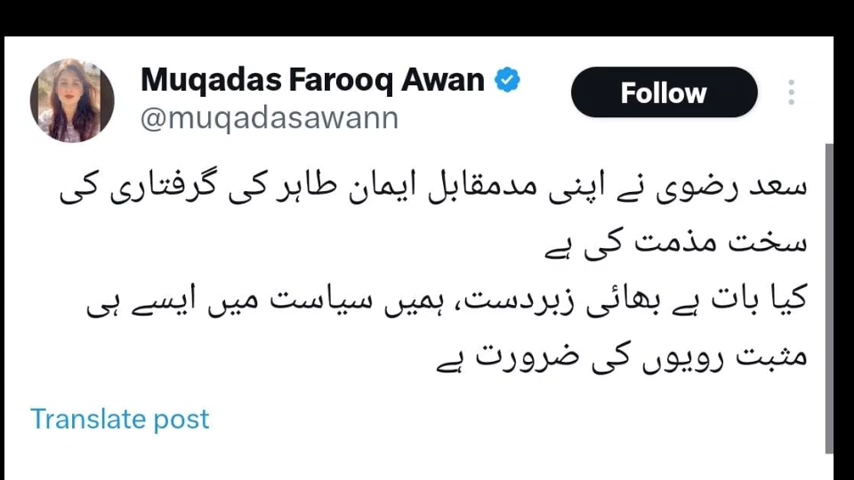 Muqadas Farooq Awan
Follow
@muqadasawann
سعد رضوی نے اپنی مدمقابل ایمان طاہر کی گرفتاری کی
سخت مذمت کی ہے
کیا بات ہے بھائی زبردست، ہمیں سیاست میں ایسے ہی
مثبت رویوں کی ضرورت ہے
Translate post